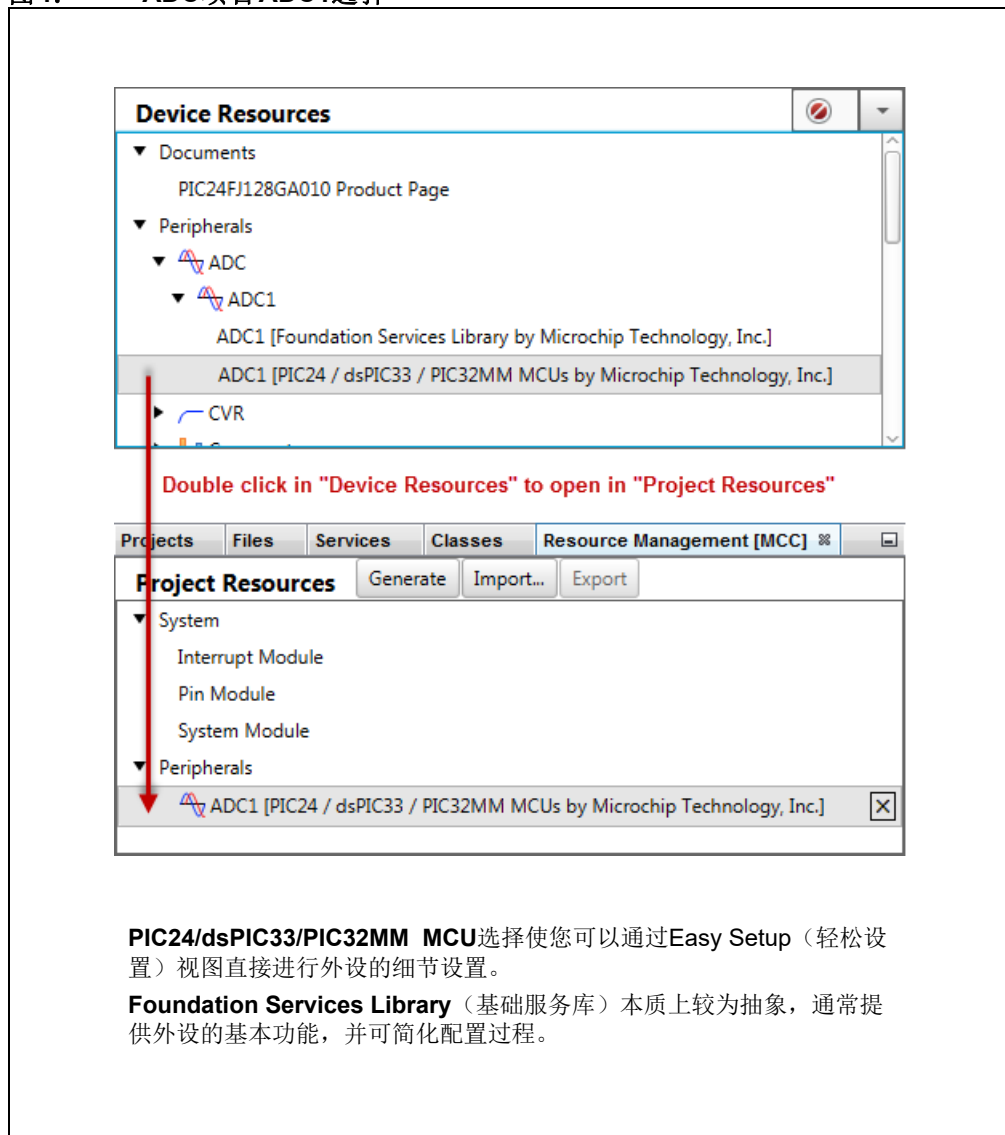 Device Resources
Documents
PIC24FJ128GA010 Product Page
Peripherals
ADC
ADC1
ADC1 [Foundation Services Library by Microchip Technology, Inc.]
ADC1 [PIC24 / dsPIC33 / PIC32MM MCUs by Microchip Technology, Inc.]
CVR
Double click in "Device Resources" to open in "Project Resources"
Projects Files Services Classes Resource Management [MCC]
Project Resources Generate Import... Export
System
Interrupt Module
Pin Module
System Module
Peripherals
ADC1 [PIC24 / dsPIC33 / PIC32MM MCUs by Microchip Technology, Inc.]
PIC24/dsPIC33/PIC32MM MCU选择使您可以通过Easy Setup（轻松设
置）视图直接进行外设的细节设置。
Foundation Services Library（基础服务库）本质上较为抽象，通常提
供外设的基本功能，并可简化配置过程。